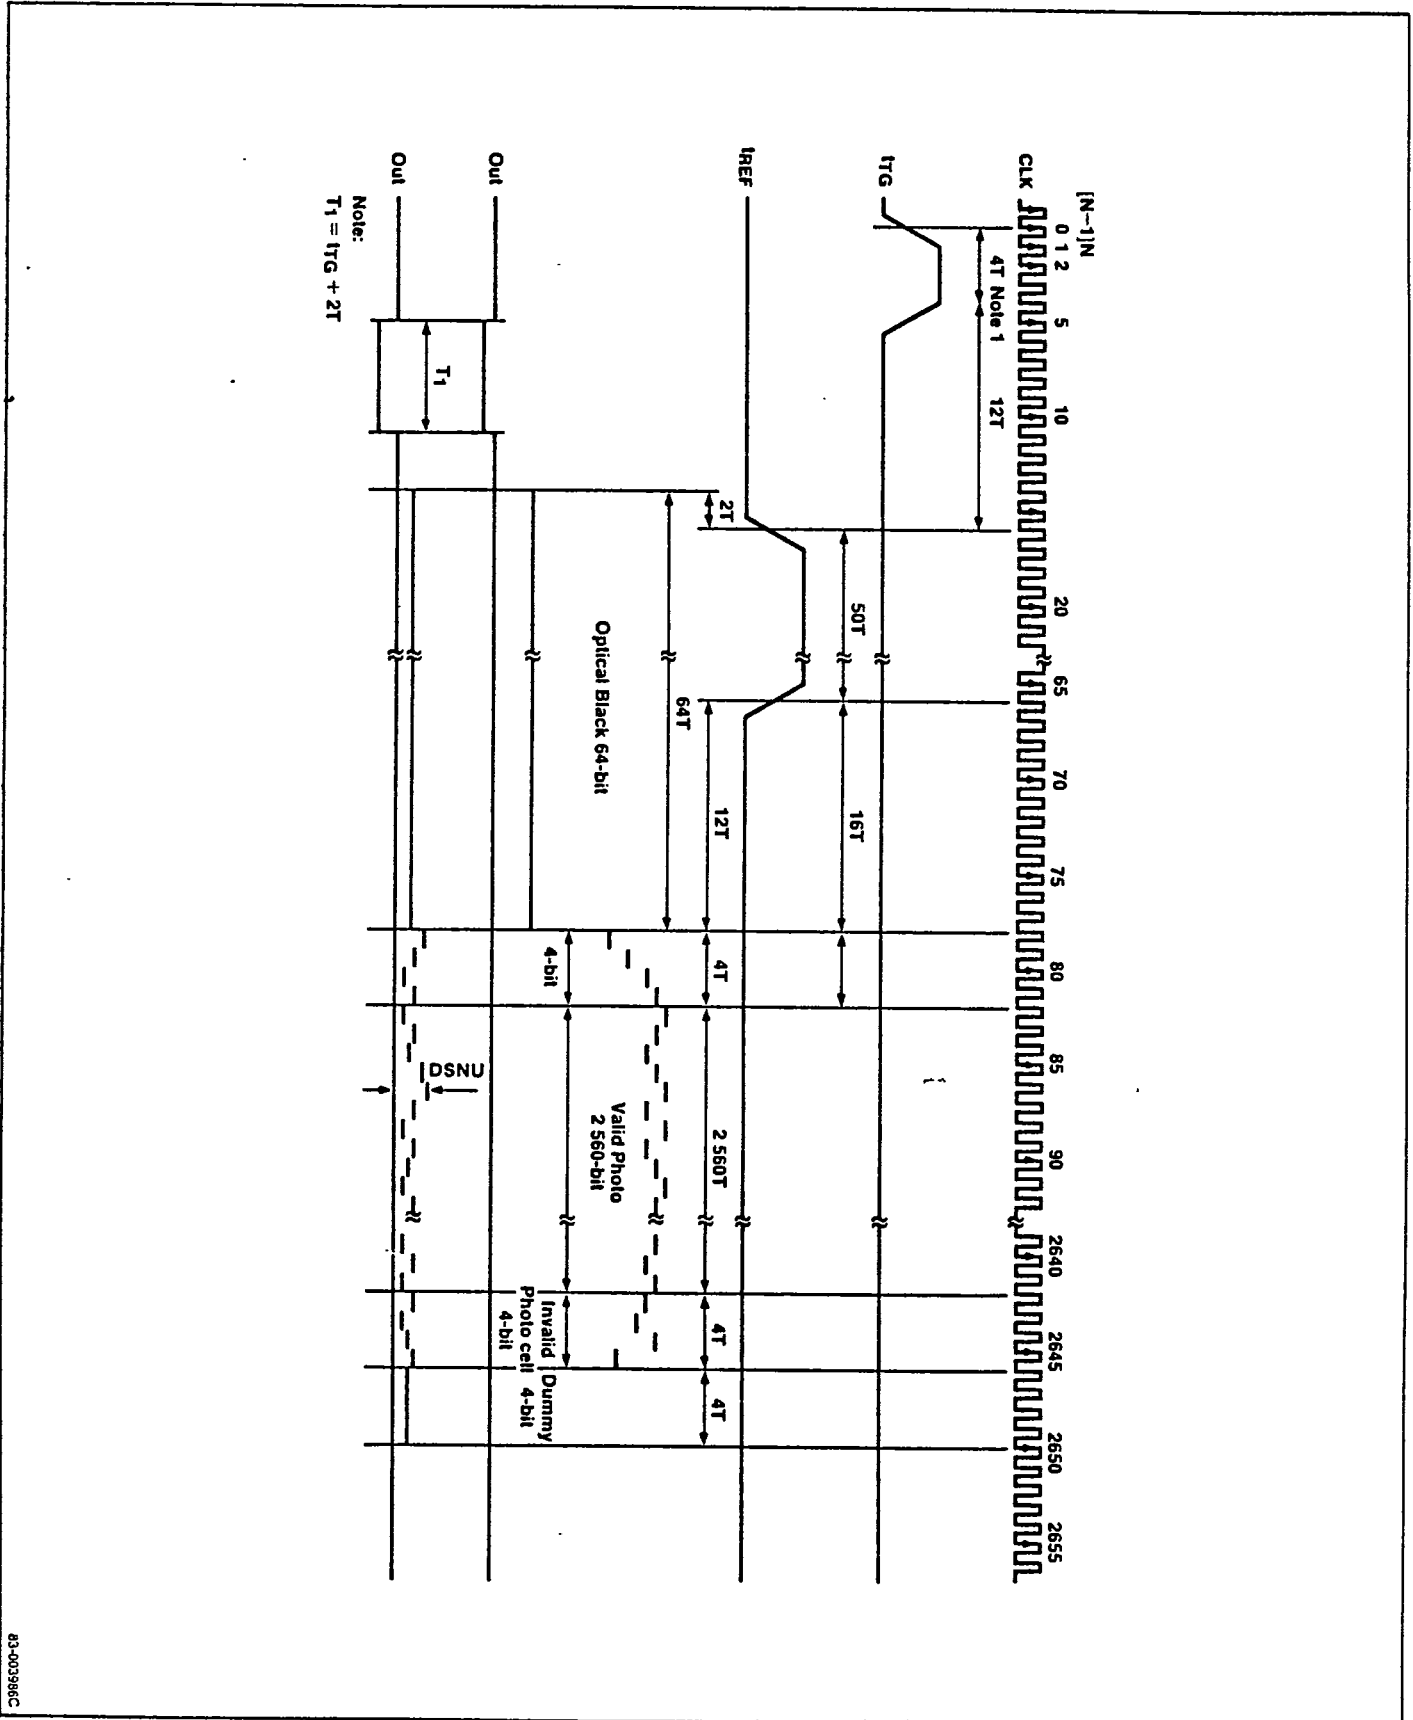 [N–1]N
0 1 2 5 10 20 65 70 75 80 85 90 2640 2645 2650 2655
CLK
4T Note 1 12T
tTG
50T 16T
tREF
2T 12T 4T 2 560T 4T 4T
64T
Optical Black 64-bit
Valid Photo
2 560-bit
4-bit
Invalid
Photo cell
4-bit
Dummy
4-bit
Out
DSNU
T1
Out
Note:
T1 = tTG + 2T
83-003986C